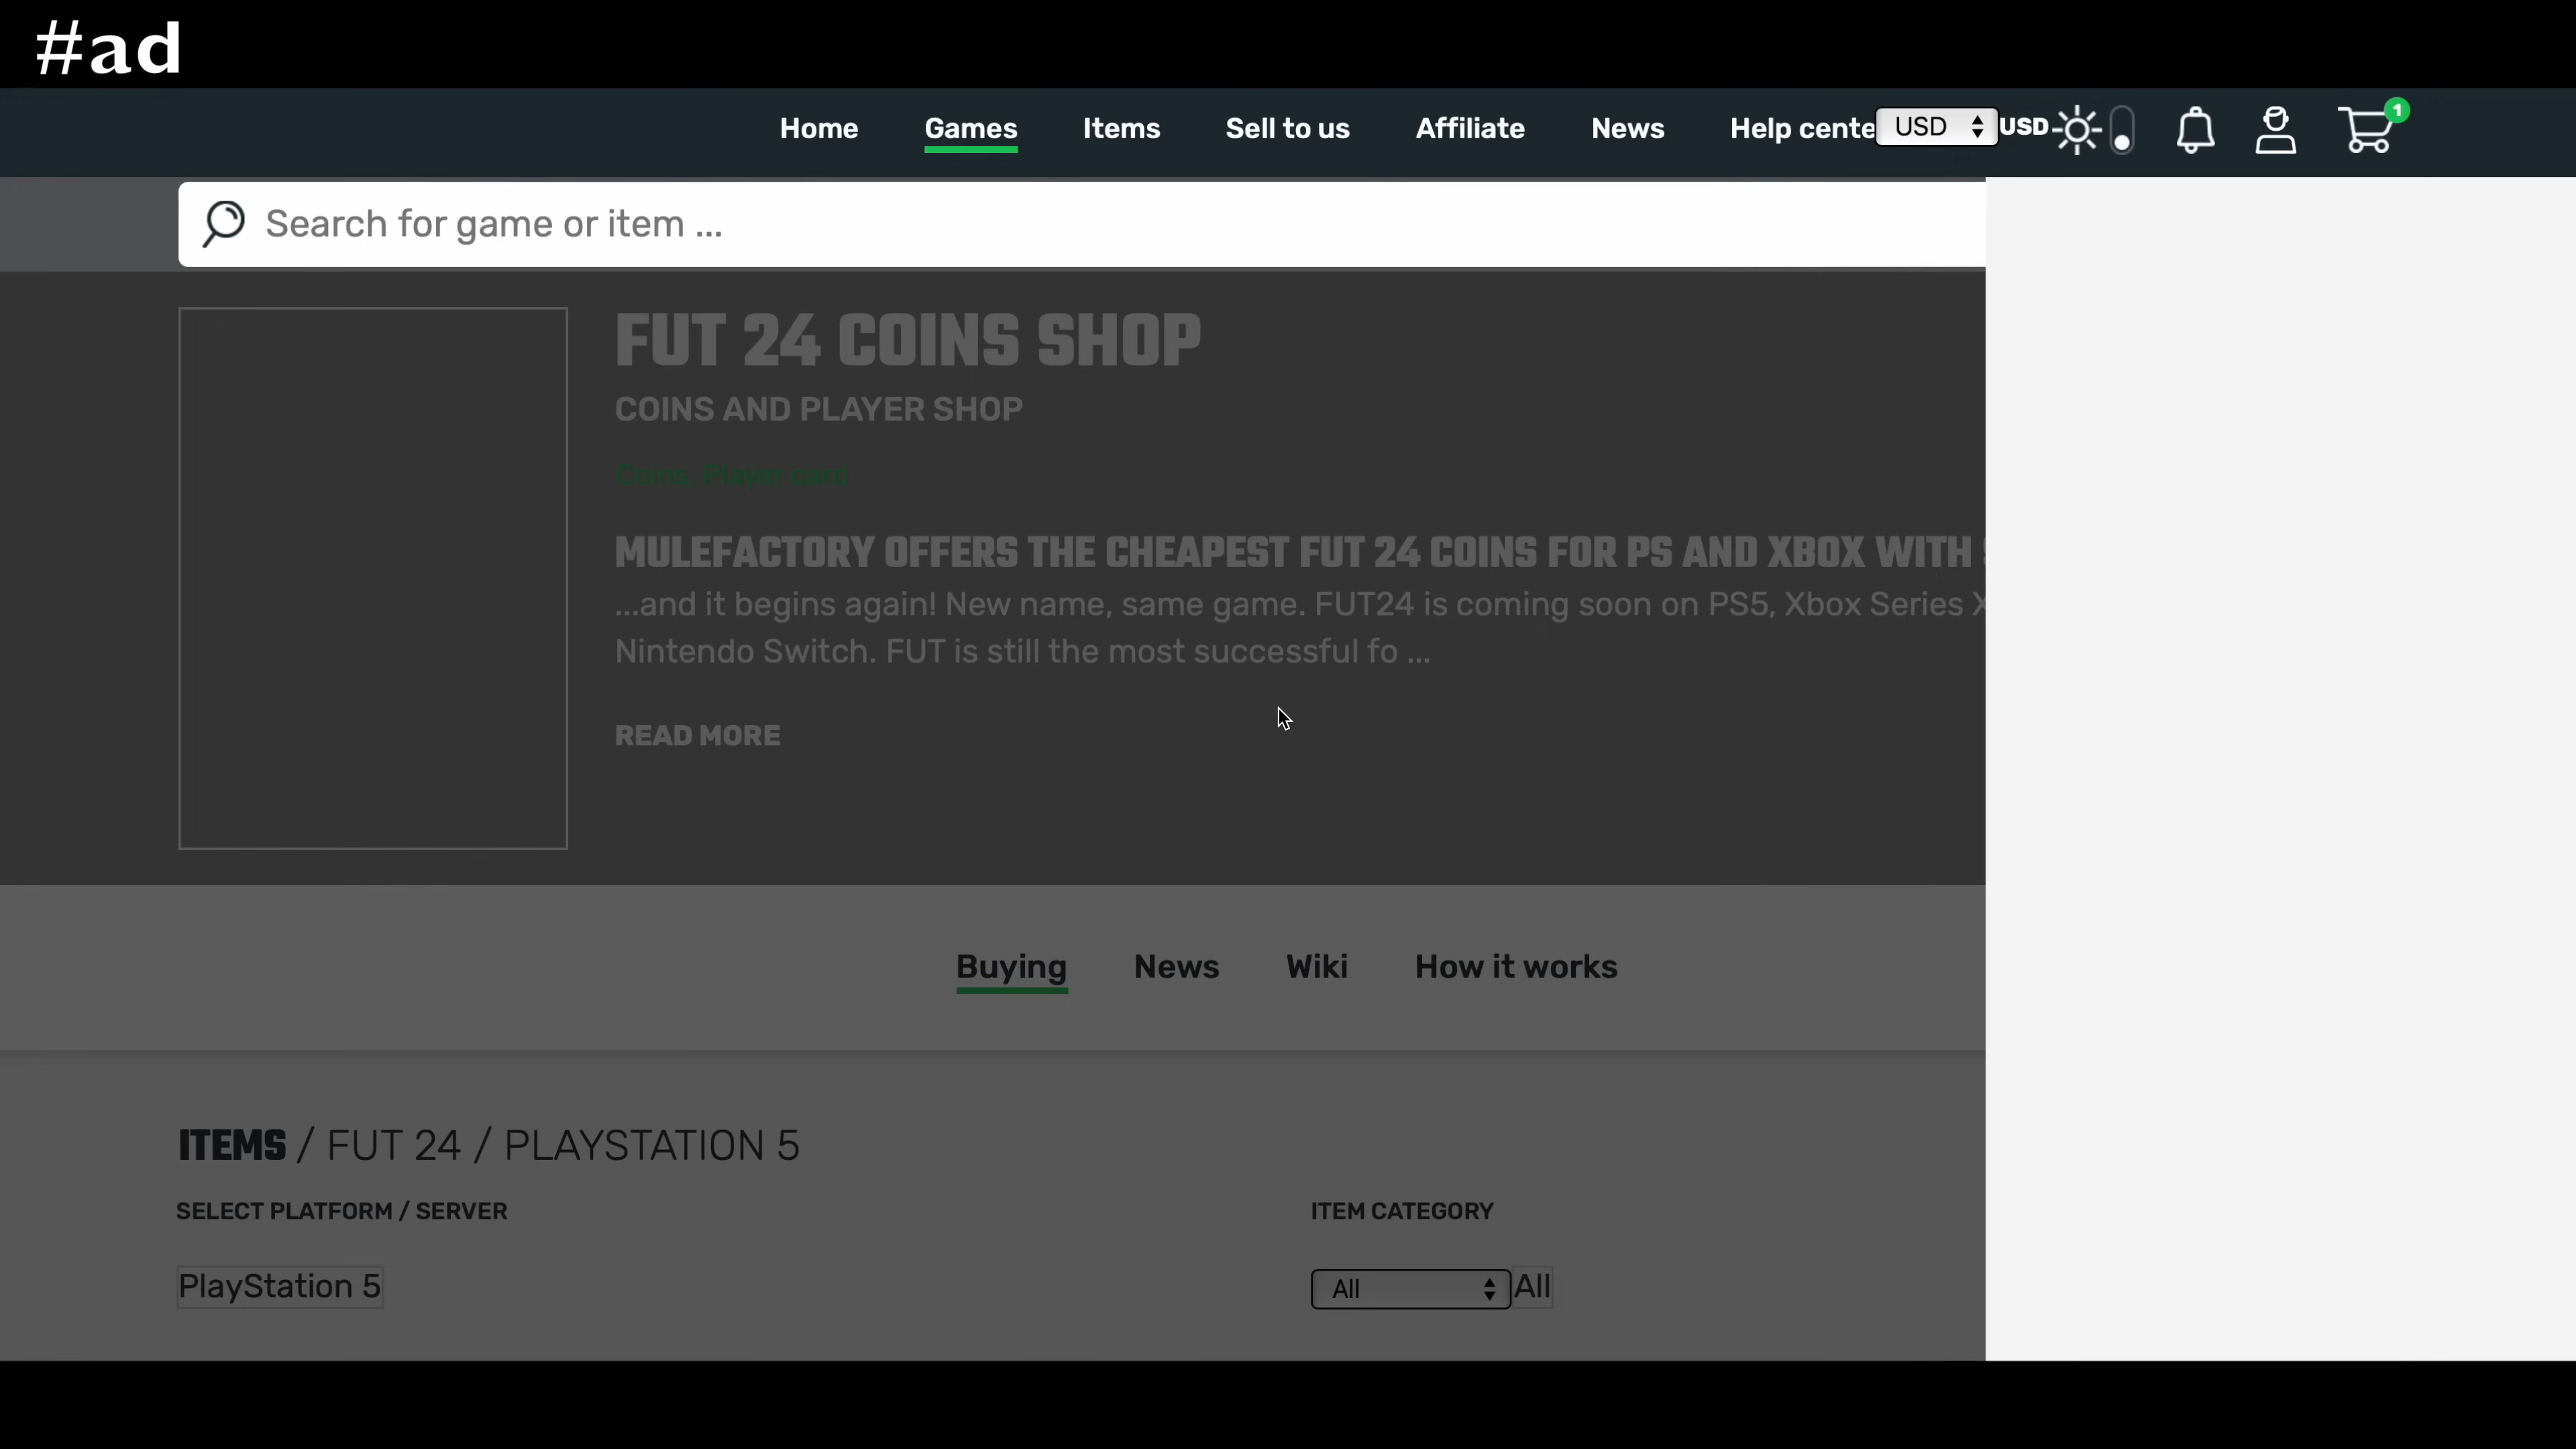 #ad
Home Games Items Sell to us Affiliate News Help cente USD USD 1
Search for game or item ...
FUT 24 COINS SHOP
COINS AND PLAYER SHOP
Coins, Player card
MULEFACTORY OFFERS THE CHEAPEST FUT 24 COINS FOR PS AND XBOX WITH
...and it begins again! New name, same game. FUT24 is coming soon on PS5, Xbox Series X
Nintendo Switch. FUT is still the most successful fo ...
READ MORE
Buying News Wiki How it works
ITEMS / FUT 24 / PLAYSTATION 5
SELECT PLATFORM / SERVER
ITEM CATEGORY
PlayStation 5
All All